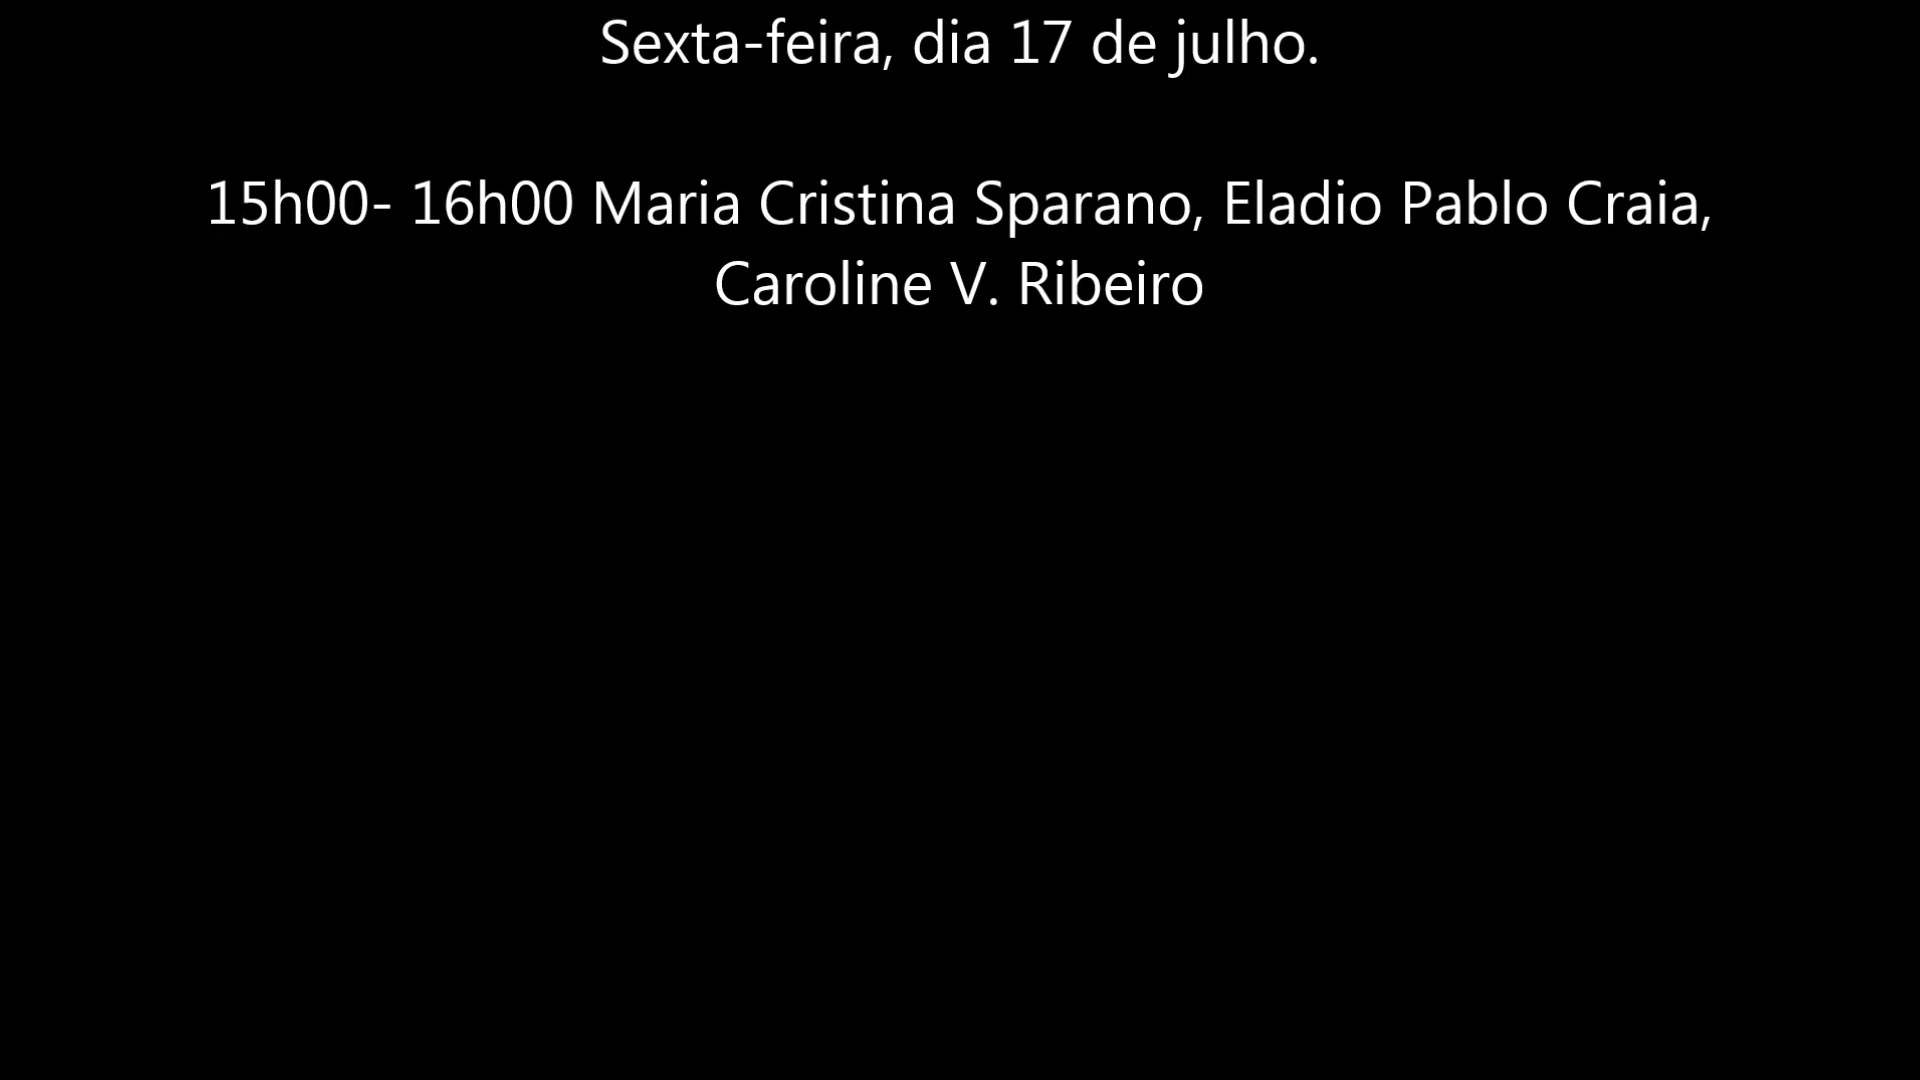 Sexta-feira, dia 17 de julho.
15h00- 16h00 Maria Cristina Sparano, Eladio Pablo Craia,
Caroline V. Ribeiro